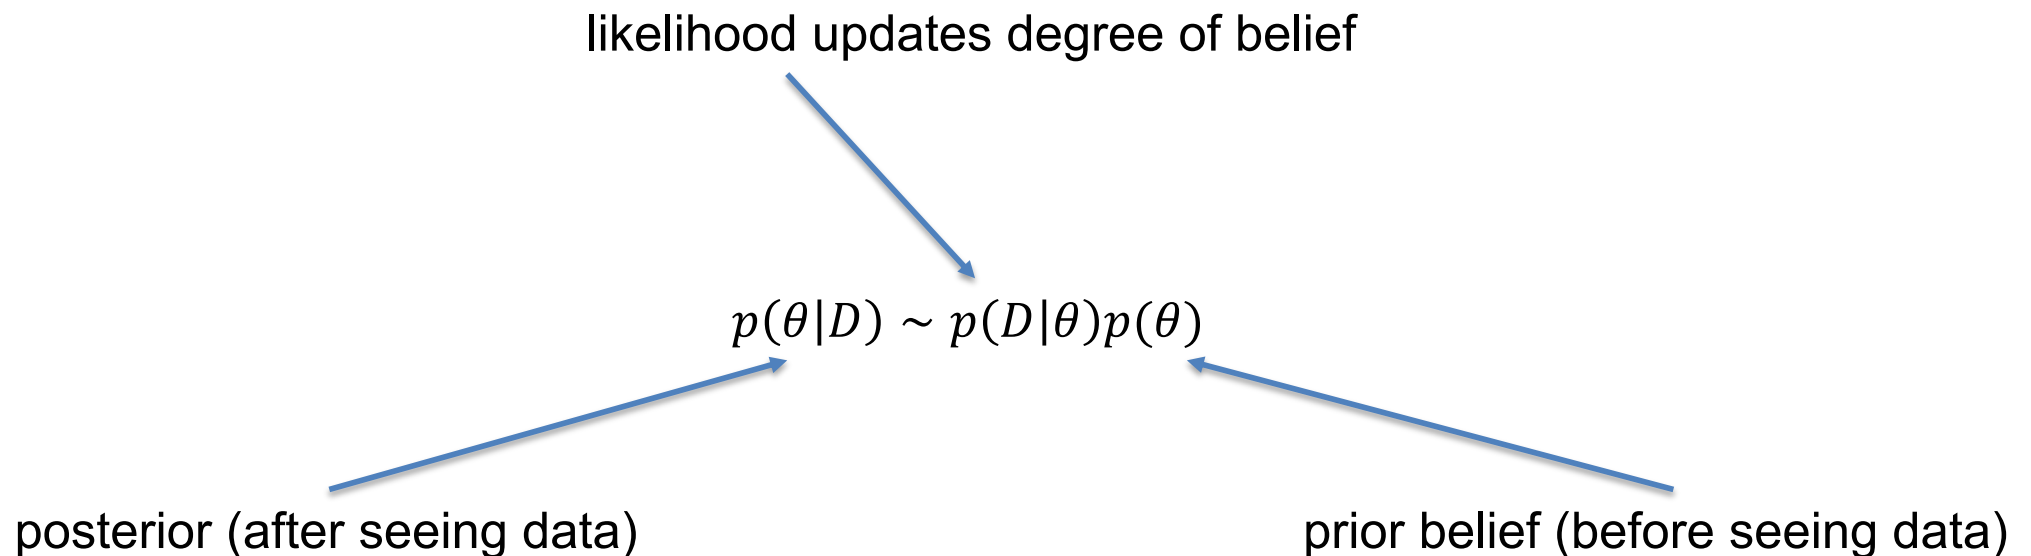 likelihood updates degree of belief
𝑝(𝜃|𝐷) ~ 𝑝(𝐷|𝜃)𝑝(𝜃)
posterior (after seeing data)
prior belief (before seeing data)